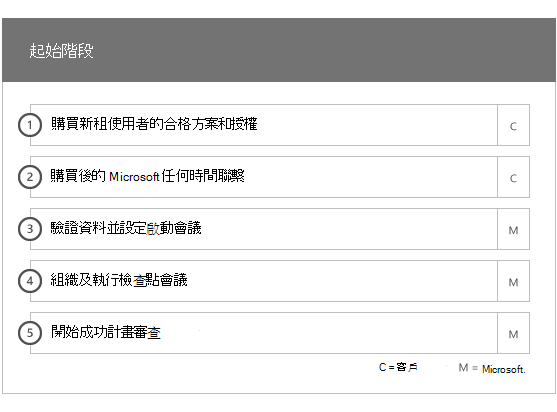 起始階段
1 購買新租使用者的合格方案和授權 C
2 購買後的 Microsoft 任何時間聯繫 C
3 驗證資料並設定啟動會議 M
4 組織及執行檢查點會議 M
5 開始成功計畫審查 M
C = 客戶 M = Microsoft.